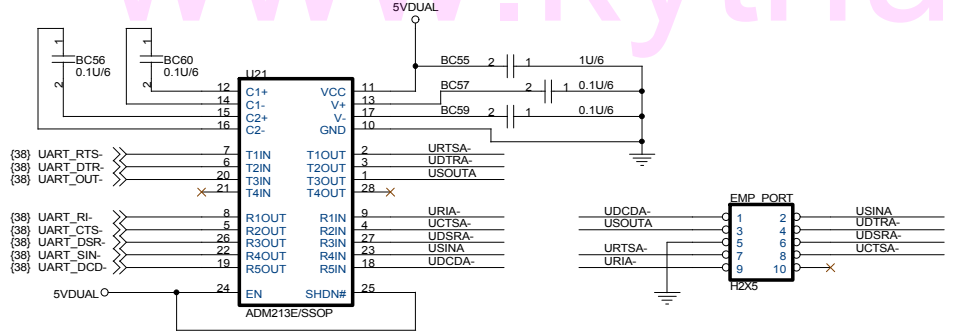 www.kythu
5VDUAL
BC56
0.1U/6
1
2
BC60
0.1U/6
1
2
BC55 2 1 1U/6
BC57 2 1 0.1U/6
BC59 2 1 0.1U/6
U21
12 C1+ VCC 11
14 C1- V+ 13
15 C2+ V- 17
16 C2- GND 10
{38} UART_RTS- 7 T1IN T1OUT 2 URTSA-
{38} UART_DTR- 6 T2IN T2OUT 3 UDTRA-
{38} UART_OUT- 20 T3IN T3OUT 1 USOUTA
21 T4IN T4OUT 28
{38} UART_RI- 8 R1OUT R1IN 9 URIA-
{38} UART_CTS- 5 R2OUT R2IN 4 UCTSA-
{38} UART_DSR- 26 R3OUT R3IN 27 UDSRA-
{38} UART_SIN- 22 R4OUT R4IN 23 USINA
{38} UART_DCD- 19 R5OUT R5IN 18 UDCDA-
5VDUAL 24 EN SHDN# 25
ADM213E/SSOP
EMP_PORT
UDCDA- 1 2 USINA
USOUTA 3 4 UDTRA-
5 6 UDSRA-
URTSA- 7 8 UCTSA-
URIA- 9 10
H2X5